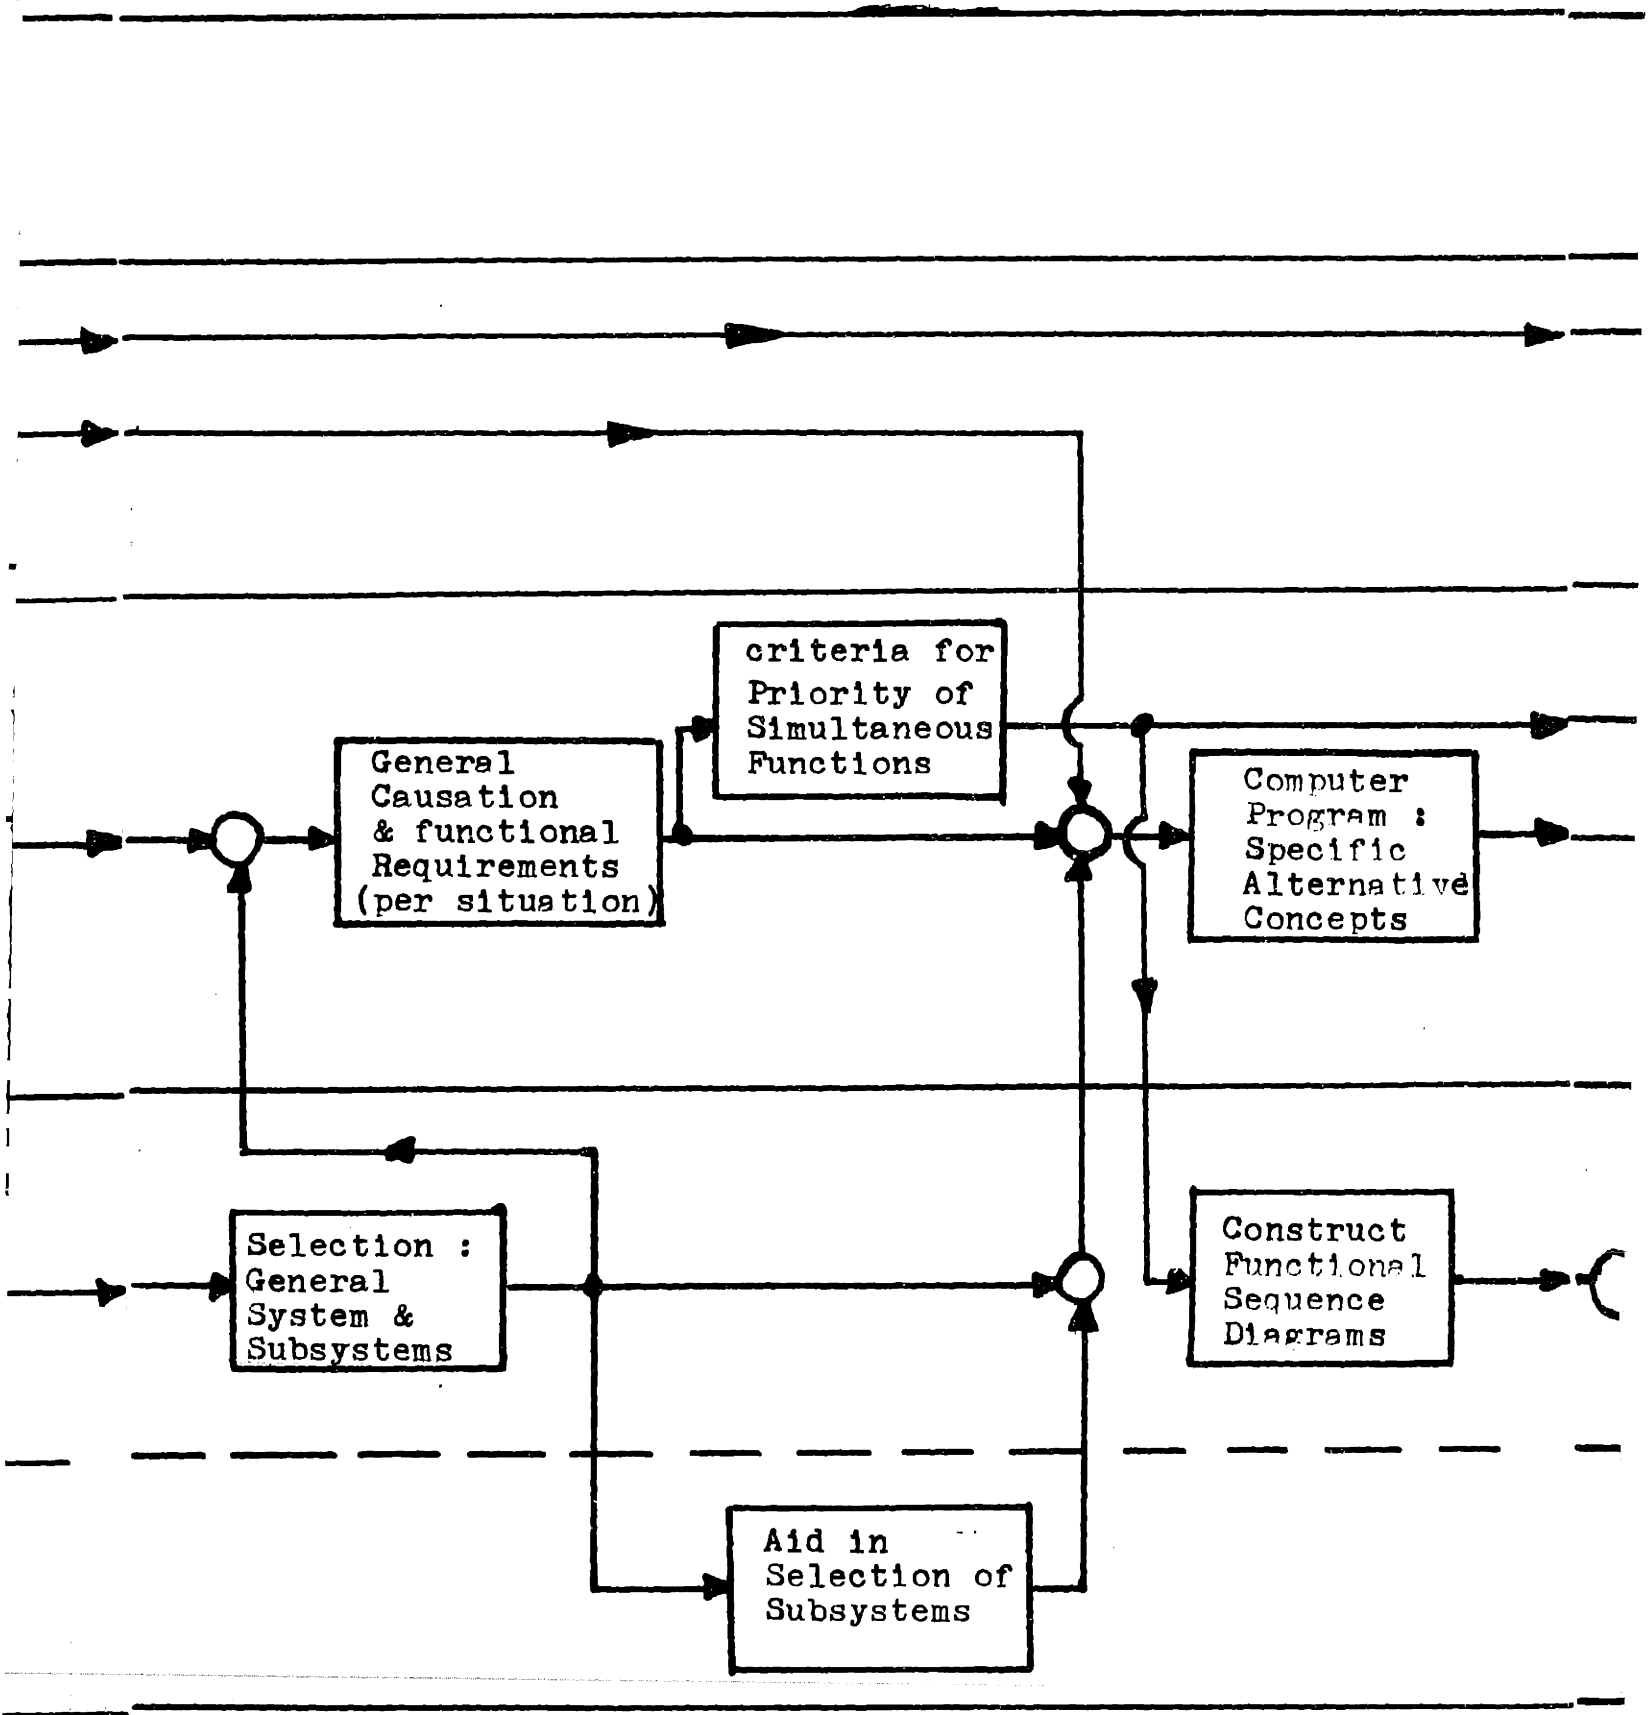 criteria for
Priority of
Simultaneous
Functions
General
Causation
& functional
Requirements
(per situation)
Computer
Program :
Specific
Alternative
Concepts
Selection :
General
System &
Subsystems
Construct
Functional
Sequence
Diagrams
Aid in
Selection of
Subsystems